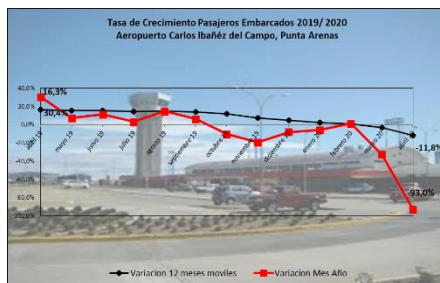 Tasa de Crecimiento Pasajeros Embarcados 2019/ 2020
Aeropuerto Carlos Ibañéz del Campo, Punta Arenas
40,0%
16,3%
20,0%
30,4%
0,0%
-20,0%
-11,8%
-40,0%
-60,0%
-80,0%
-93,0%
abril 19
mayo 19
junio 19
julio 19
agosto 19
septiembre 19
octubre
noviembre 19
diciembre
enero 20
febrero 20
marzo 20
Variacion 12 meses moviles
Variacion Mes Año